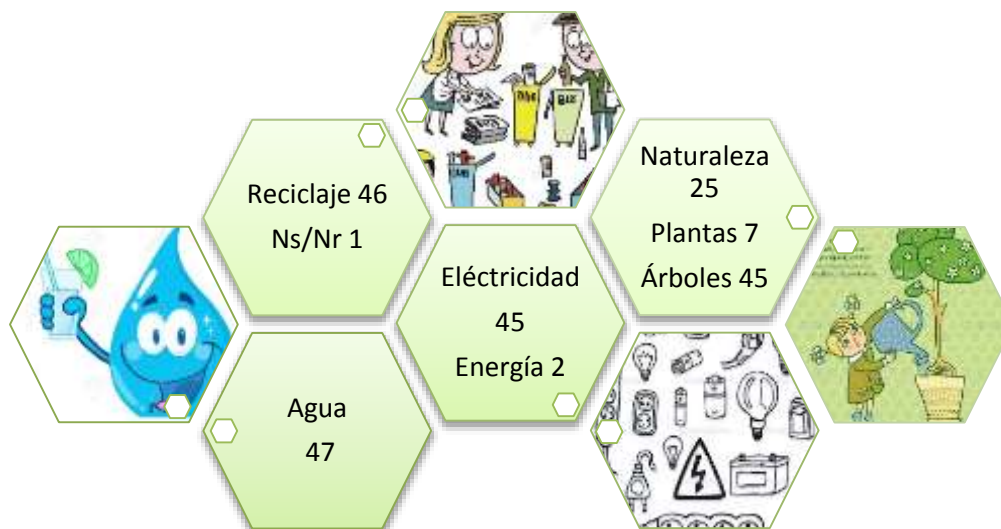 Reciclaje 46
Ns/Nr 1
Naturaleza
25
Plantas 7
Árboles 45
Eléctricidad
45
Energía 2
Agua
47